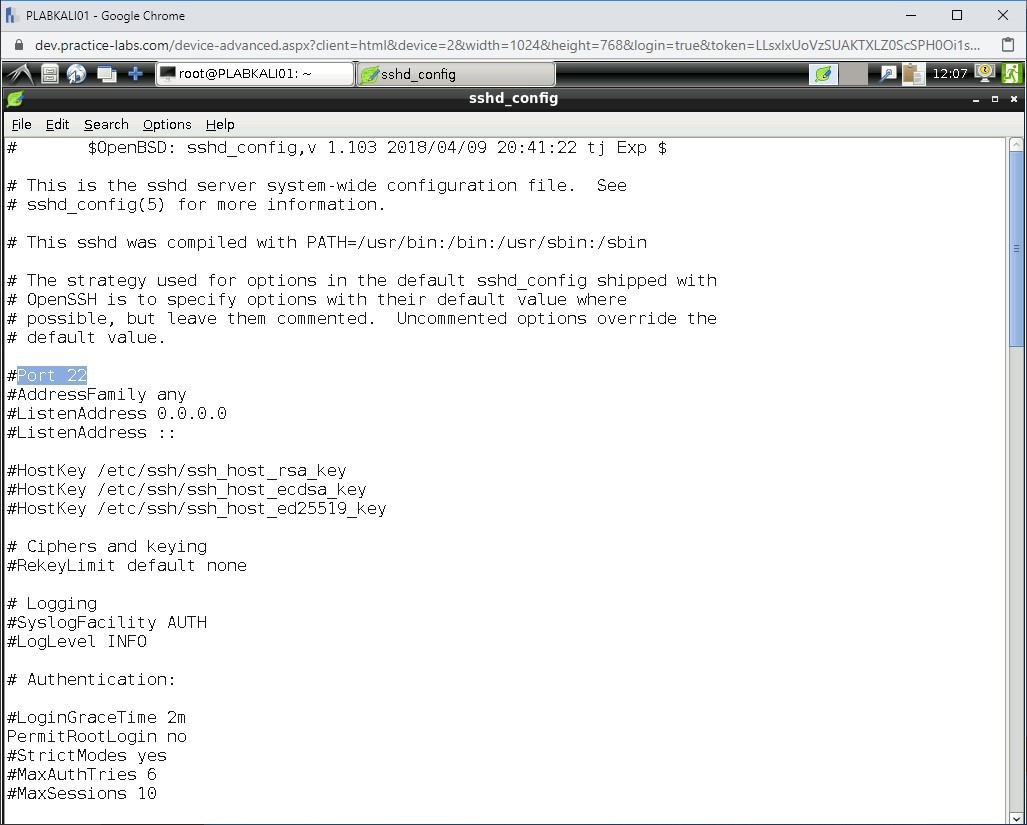 PLABKALI01 - Google Chrome
dev.practice-labs.com/device-advanced.aspx?client=html&device=2&width=1024&height=768&login=true&token=LLsxIxUoVzSUAKTXLZ0ScSPH0Oi1s...
root@PLABKALI01: ~ sshd_config 12:07
sshd_config
File Edit Search Options Help
# $OpenBSD: sshd_config,v 1.103 2018/04/09 20:41:22 tj Exp $
# This is the sshd server system-wide configuration file. See
# sshd_config(5) for more information.
# This sshd was compiled with PATH=/usr/bin:/bin:/usr/sbin:/sbin
# The strategy used for options in the default sshd_config shipped with
# OpenSSH is to specify options with their default value where
# possible, but leave them commented. Uncommented options override the
# default value.
#Port 22
#AddressFamily any
#ListenAddress 0.0.0.0
#ListenAddress ::
#HostKey /etc/ssh/ssh_host_rsa_key
#HostKey /etc/ssh/ssh_host_ecdsa_key
#HostKey /etc/ssh/ssh_host_ed25519_key
# Ciphers and keying
#RekeyLimit default none
# Logging
#SyslogFacility AUTH
#LogLevel INFO
# Authentication:
#LoginGraceTime 2m
PermitRootLogin no
#StrictModes yes
#MaxAuthTries 6
#MaxSessions 10